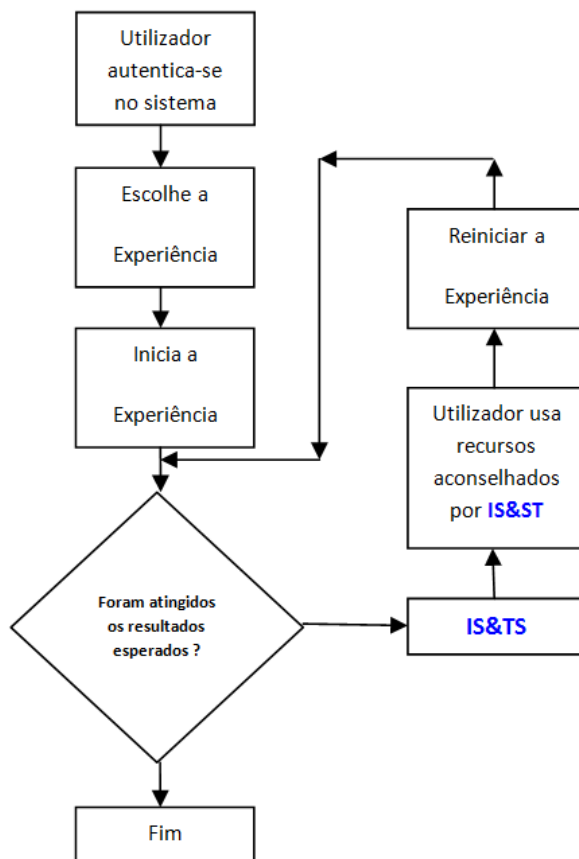 Utilizador
autentica-se
no sistema
Escolhe a
Experiência
Inicia a
Experiência
Foram atingidos
os resultados
esperados ?
Fim
IS&TS
Utilizador usa
recursos
aconselhados
por IS&ST
Reiniciar a
Experiência